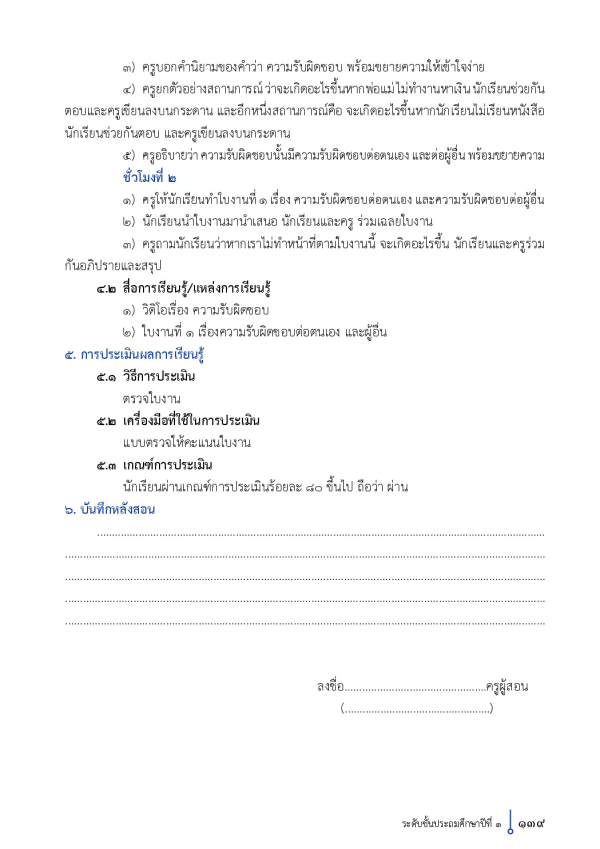 ๓) ครูบอกคำนิยามของคำว่า ความรับผิดชอบ พร้อมขยายความให้เข้าใจง่าย
๔) ครูยกตัวอย่างสถานการณ์ ว่าจะเกิดอะไรขึ้นหากพ่อแม่ไม่ทำงานหาเงิน นักเรียนช่วยกัน
ตอบและครูเขียนลงบนกระดาน และอีกหนึ่งสถานการณ์คือ จะเกิดอะไรขึ้นหากนักเรียนไม่เรียนหนังสือ
นักเรียนช่วยกันตอบ และครูเขียนลงบนกระดาน
๕) ครูอธิบายว่า ความรับผิดชอบนั้นมีความรับผิดชอบต่อตนเอง และต่อผู้อื่น พร้อมขยายความ
ชั่วโมงที่ ๒
๑) ครูให้นักเรียนทำใบงานที่ ๑ เรื่อง ความรับผิดชอบต่อตนเอง และความรับผิดชอบต่อผู้อื่น
๒) นักเรียนนำใบงานมานำเสนอ นักเรียนและครู ร่วมเฉลยใบงาน
๓) ครูถามนักเรียนว่าหากเราไม่ทำหน้าที่ตามใบงานนี้ จะเกิดอะไรขึ้น นักเรียนและครูร่วม
กันอภิปรายและสรุป
๔.๒ สื่อการเรียนรู้/แหล่งการเรียนรู้
๑) วิดิโอเรื่อง ความรับผิดชอบ
๒) ใบงานที่ ๑ เรื่องความรับผิดชอบต่อตนเอง และผู้อื่น
๕. การประเมินผลการเรียนรู้
๕.๑ วิธีการประเมิน
ตรวจใบงาน
๕.๒ เครื่องมือที่ใช้ในการประเมิน
แบบตรวจให้คะแนนใบงาน
๕.๓ เกณฑ์การประเมิน
นักเรียนผ่านเกณฑ์การประเมินร้อยละ ๘๐ ขึ้นไป ถือว่า ผ่าน
๖. บันทึกหลังสอน
................................................................................
................................................................................
................................................................................
................................................................................
................................................................................
ลงชื่อ................................................ครูผู้สอน
(.................................................)
ระดับชั้นประถมศึกษาปีที่ ๑ ๑๓๙